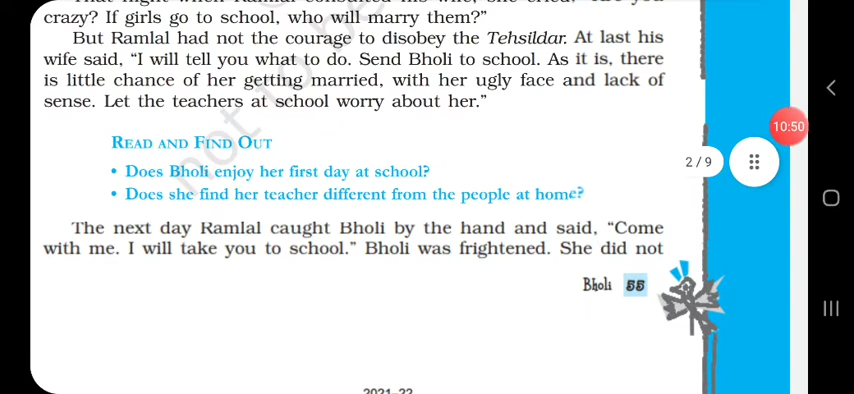 crazy? If girls go to school, who will marry them?”
But Ramlal had not the courage to disobey the Tehsildar. At last his
wife said, “I will tell you what to do. Send Bholi to school. As it is, there
is little chance of her getting married, with her ugly face and lack of
sense. Let the teachers at school worry about her.”
READ AND FIND OUT
• Does Bholi enjoy her first day at school?
• Does she find her teacher different from the people at home?
The next day Ramlal caught Bholi by the hand and said, “Come
with me. I will take you to school.” Bholi was frightened. She did not
Bholi 55
2021–22
2 / 9
10:50
not to be